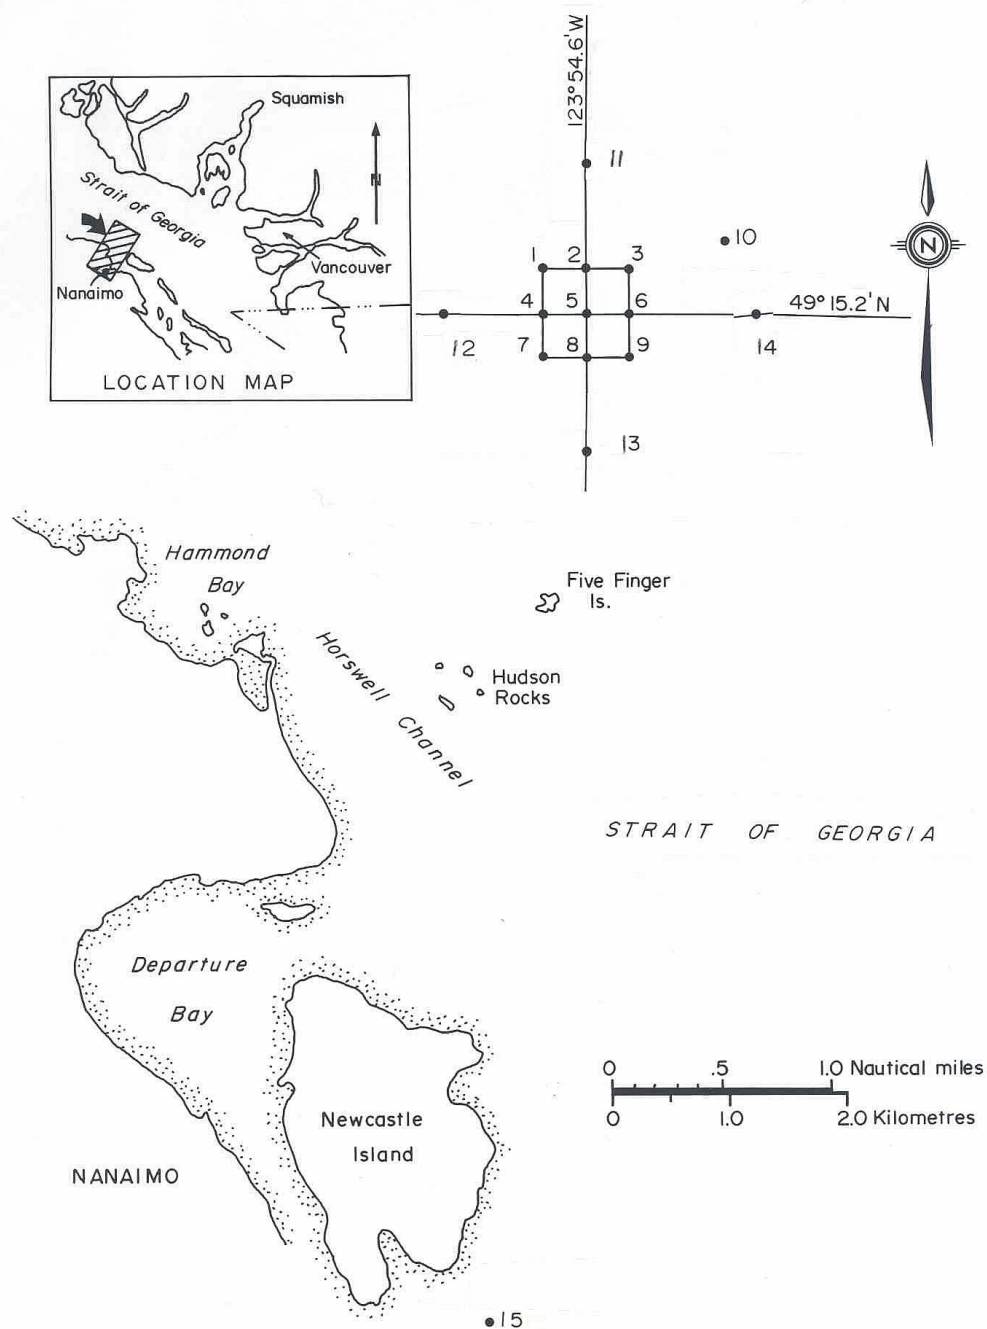 Squamish
Strait of Georgia
N
Vancouver
Nanaimo
LOCATION MAP
123° 54.6' W
11
10
N
1 2 3
4 5 6
49° 15.2' N
12
7 8 9
14
13
Hammond
Bay
Five Finger
Is.
Horswell Channel
Hudson
Rocks
STRAIT OF GEORGIA
Departure
Bay
0 .5 1.0 Nautical miles
0 1.0 2.0 Kilometres
Newcastle
Island
NANAIMO
15